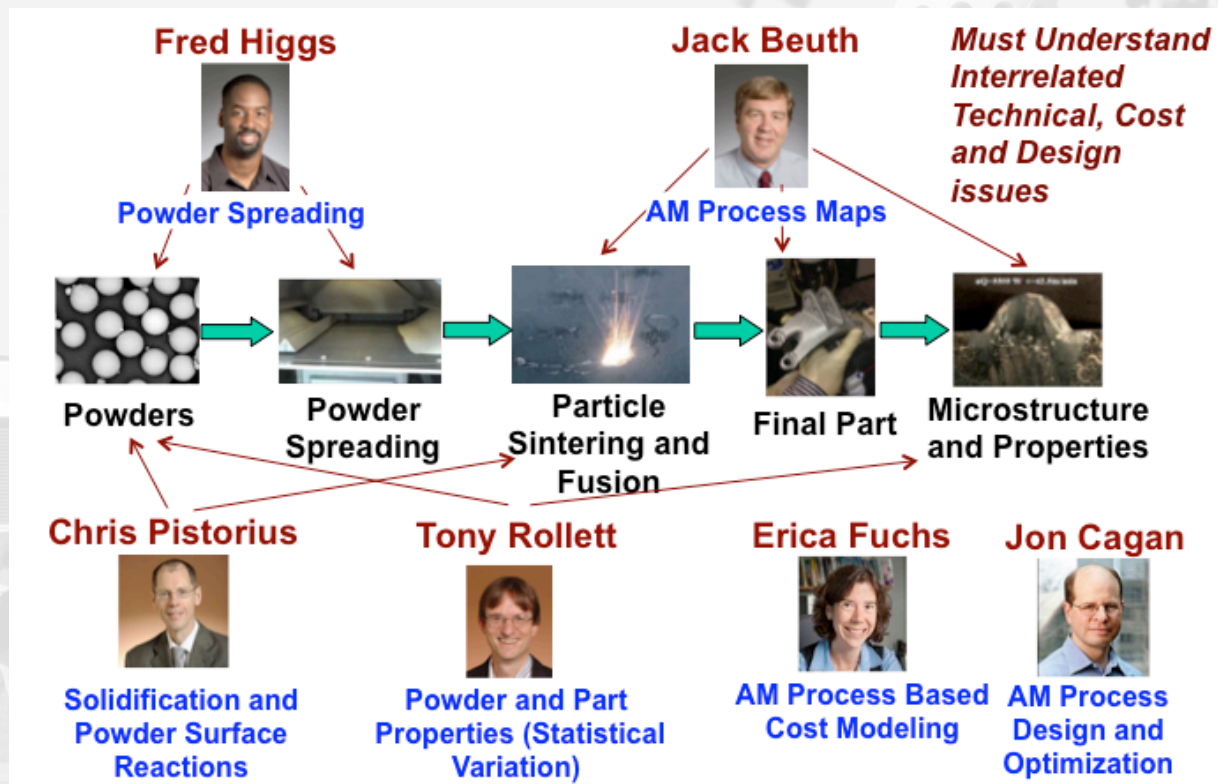 Fred Higgs
Jack Beuth
Must Understand
Interrelated
Technical, Cost
and Design
issues
Powder Spreading
AM Process Maps
Powders
Powder
Spreading
Particle
Sintering and
Fusion
Final Part
Microstructure
and Properties
Chris Pistorius
Tony Rollett
Erica Fuchs
Jon Cagan
Solidification and
Powder Surface
Reactions
Powder and Part
Properties (Statistical
Variation)
AM Process Based
Cost Modeling
AM Process
Design and
Optimization